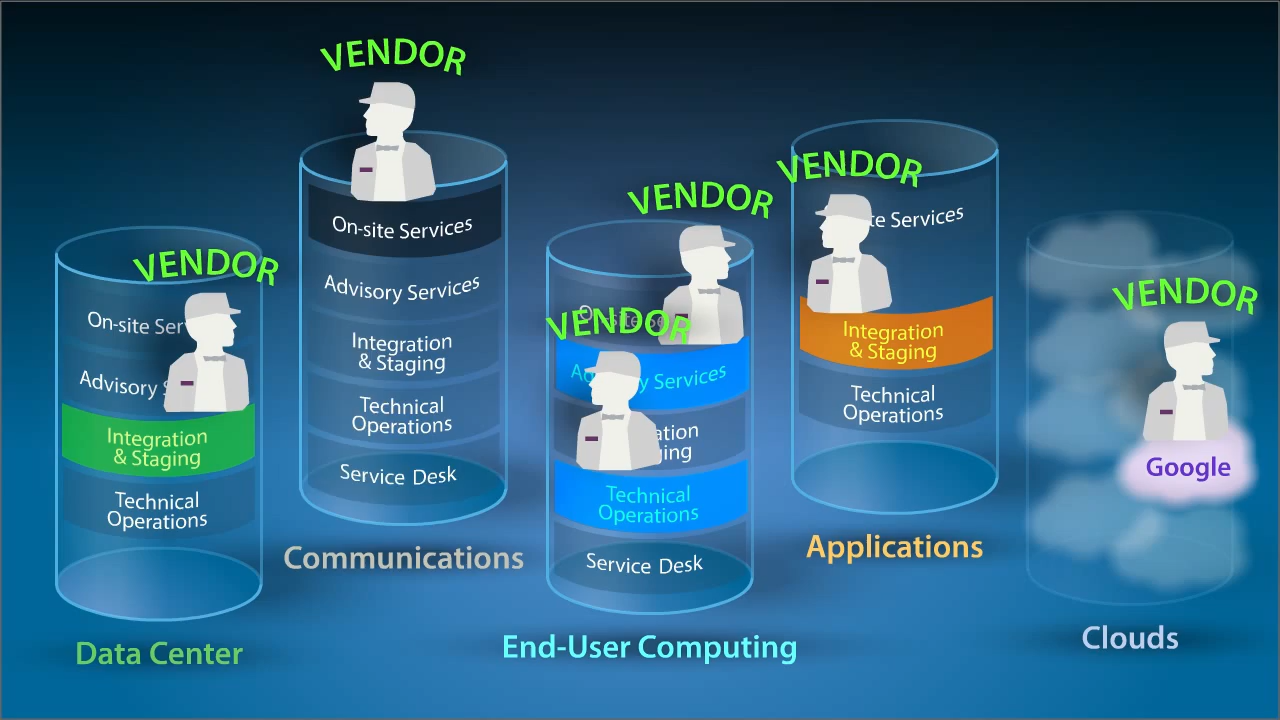 VENDOR
On-site Services
Advisory Services
Integration
& Staging
Technical
Operations
Service Desk
Communications
VENDOR
On-site
Advisory
Integration
& Staging
Technical
Operations
Data Center
VENDOR
VENDOR
Services
Technical
Operations
Service Desk
End-User Computing
VENDOR
Services
Integration
& Staging
Technical
Operations
Applications
VENDOR
Google
Clouds